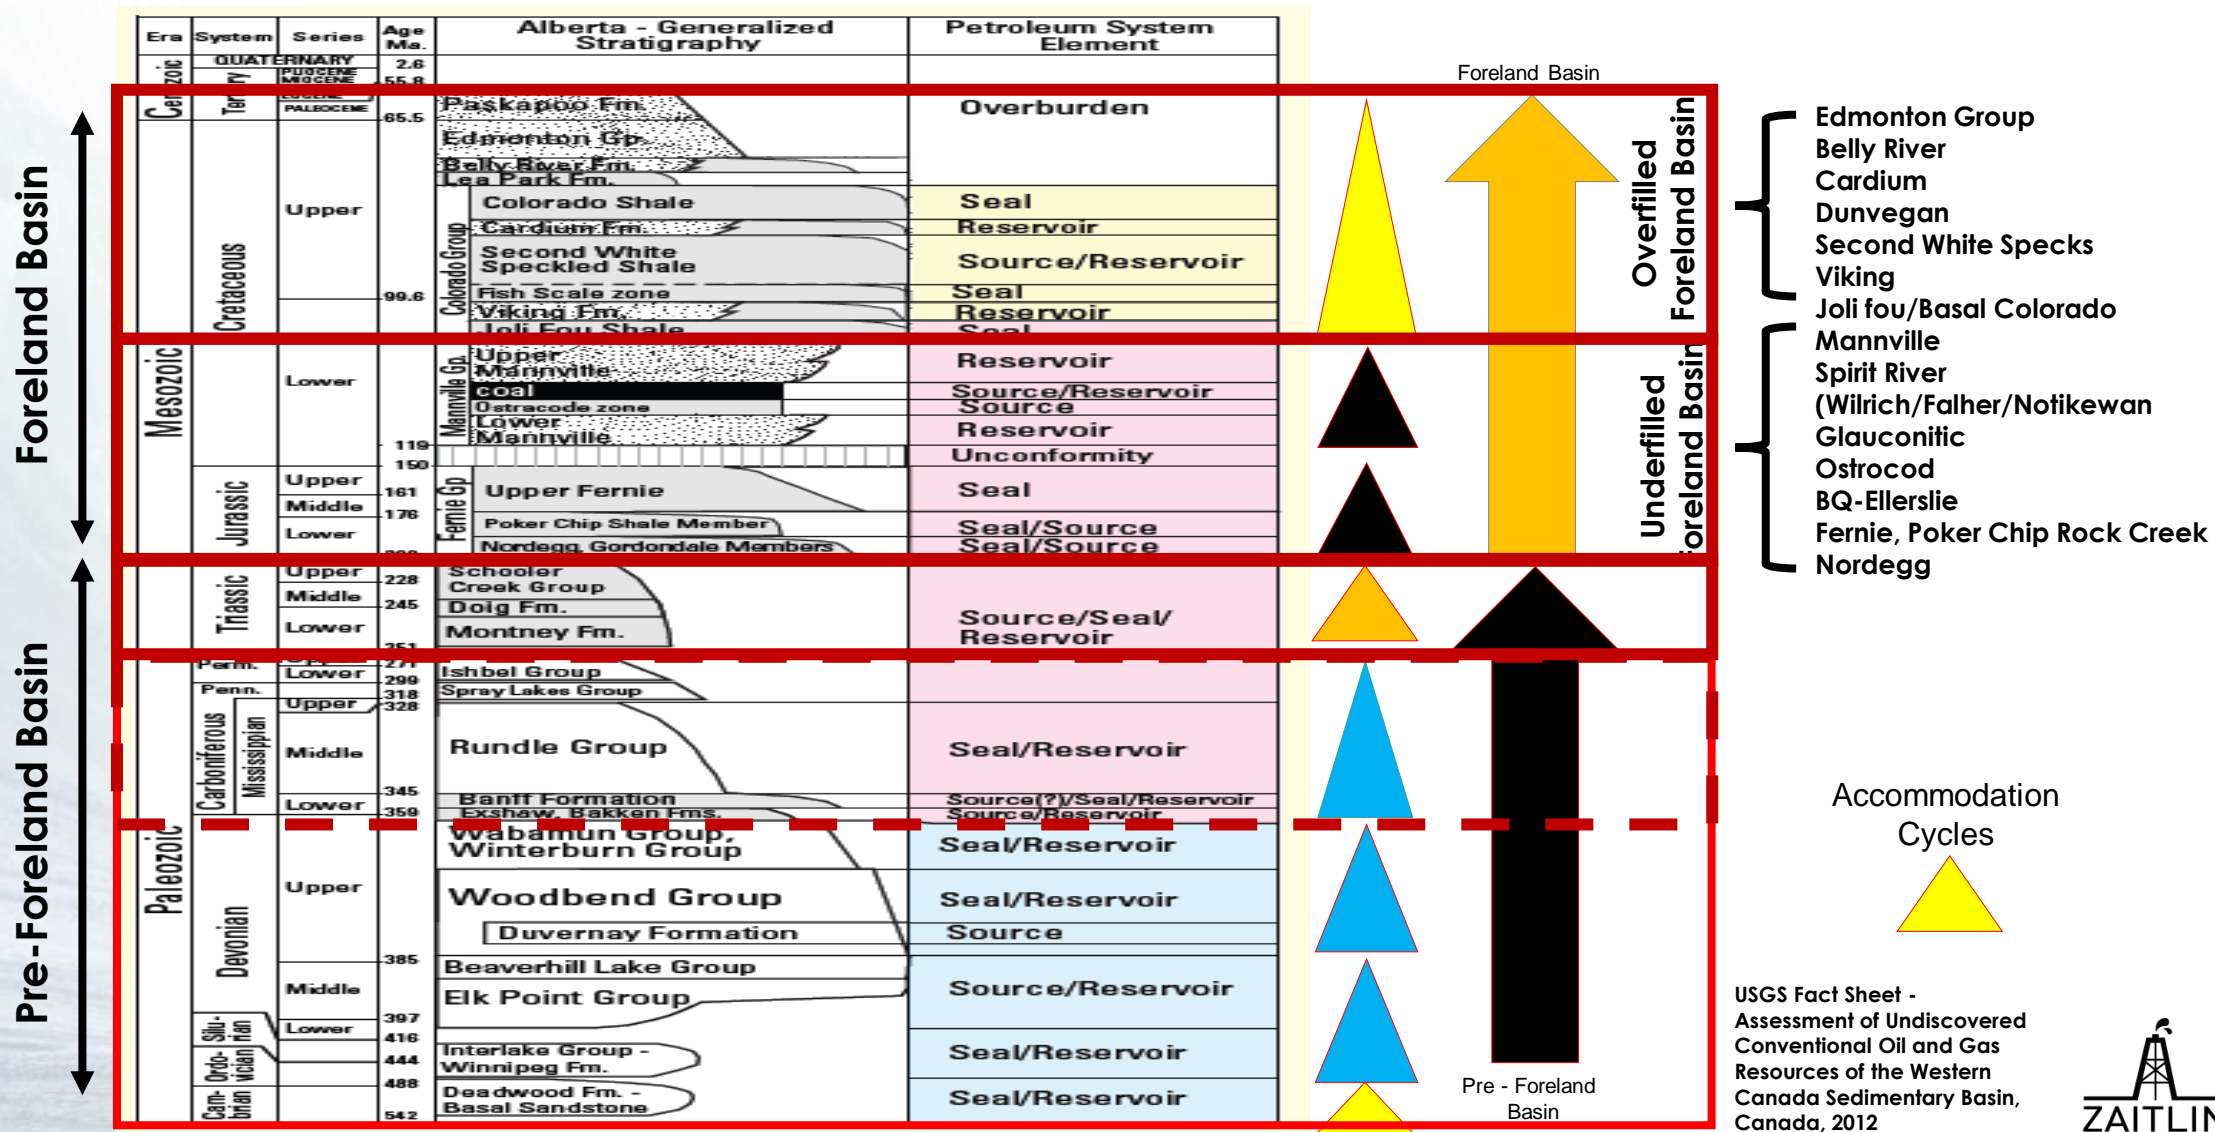 Era System Series Age Ma. Alberta - Generalized Stratigraphy Petroleum System Element
QUATERNARY 2.6
Cenozoic Tertiary PLIOCENE
MIOCENE 55.8
PALEOCENE Paskapoo Fm. Overburden
65.5
Edmonton Gp.
Belly River Fm.
Lea Park Fm.
Mesozoic Cretaceous Upper
Colorado Group Colorado Shale Seal
Cardium Fm. Reservoir
Second White Speckled Shale Source/Reservoir
99.6 Fish Scale zone Seal
Viking Fm. Reservoir
Joli Fou Shale Seal
Lower Mannville Gp. Upper Mannville Reservoir
coal Source/Reservoir
Ostracode zone Source
Lower Mannville Reservoir
119
Unconformity
150
Jurassic Upper Fernie Gp Upper Fernie Seal
161
Middle
176
Lower Poker Chip Shale Member Seal/Source
Nordegg, Gordondale Members Seal/Source
Triassic Upper Schooler Creek Group
228
Middle Doig Fm. Source/Seal/
245 Reservoir
Lower Montney Fm.
251
Paleozoic Perm. 271
Lower Ishbel Group
299
Penn. Spray Lakes Group
318
Carboniferous Mississippian Upper 328
Middle Rundle Group Seal/Reservoir
345
Lower Banff Formation Source(?)/Seal/Reservoir
359 Exshaw, Bakken Fms. Source/Reservoir
Devonian Upper Wabamun Group, Winterburn Group Seal/Reservoir
Woodbend Group Seal/Reservoir
Duvernay Formation Source
385
Middle Beaverhill Lake Group
Elk Point Group Source/Reservoir
397
Silu-rian Lower 416
Ordo-vician 444 Interlake Group - Winnipeg Fm. Seal/Reservoir
488
Cam-brian Deadwood Fm. - Basal Sandstone Seal/Reservoir
542
Foreland Basin
Pre-Foreland Basin
Foreland Basin
Overfilled
Foreland Basin
Underfilled
Foreland Basin
Pre - Foreland
Basin
Edmonton Group
Belly River
Cardium
Dunvegan
Second White Specks
Viking
Joli fou/Basal Colorado
Mannville
Spirit River
(Wilrich/Falher/Notikewan
Glauconitic
Ostrocod
BQ-Ellerslie
Fernie, Poker Chip Rock Creek
Nordegg
Accommodation
Cycles
USGS Fact Sheet -
Assessment of Undiscovered
Conventional Oil and Gas
Resources of the Western
Canada Sedimentary Basin,
Canada, 2012
ZAITLIN